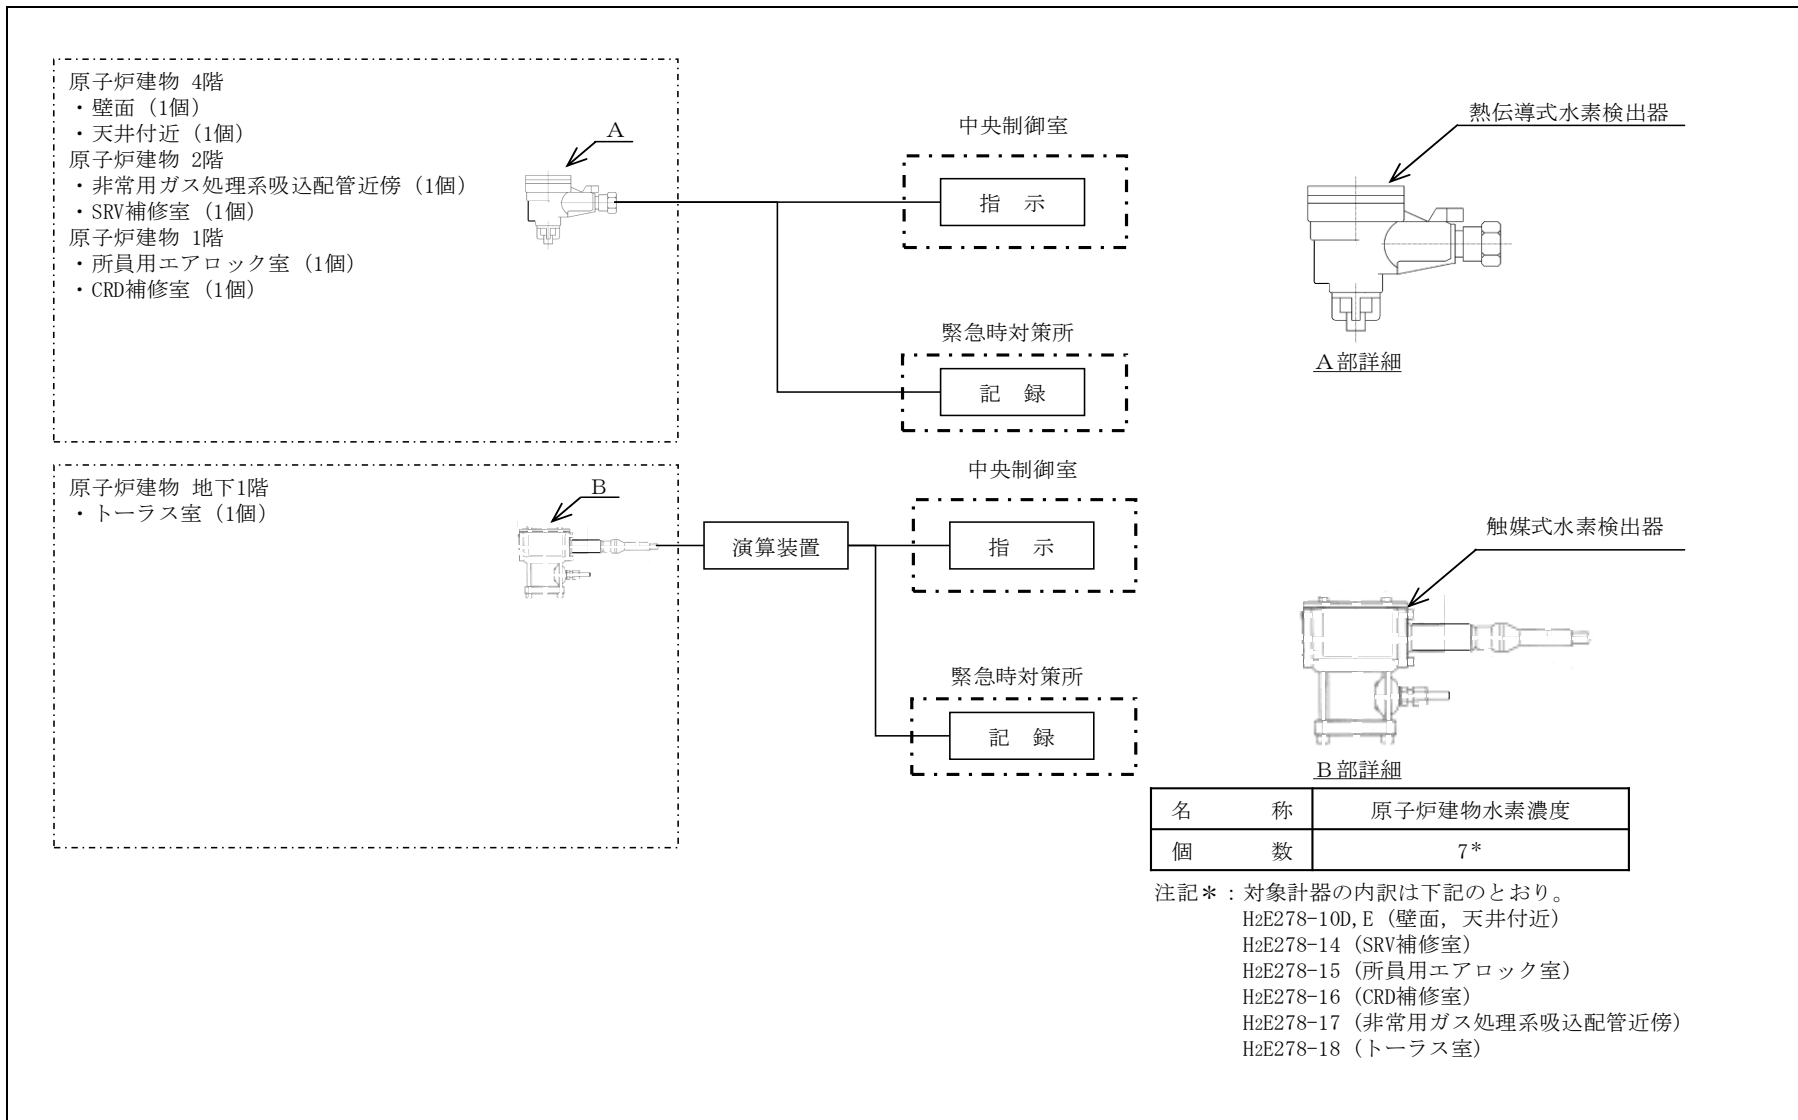 原子炉建物 4階
・壁面（1個）
・天井付近（1個）
原子炉建物 2階
・非常用ガス処理系吸込配管近傍（1個）
・SRV補修室（1個）
原子炉建物 1階
・所員用エアロック室（1個）
・CRD補修室（1個）
A
中央制御室
指　示
緊急時対策所
記　録
熱伝導式水素検出器
A部詳細
原子炉建物 地下1階
・トーラス室（1個）
B
演算装置
中央制御室
指　示
緊急時対策所
記　録
触媒式水素検出器
B部詳細
名　称　原子炉建物水素濃度
個　数　7*
注記＊：対象計器の内訳は下記のとおり。
H2E278-10D,E（壁面，天井付近）
H2E278-14（SRV補修室）
H2E278-15（所員用エアロック室）
H2E278-16（CRD補修室）
H2E278-17（非常用ガス処理系吸込配管近傍）
H2E278-18（トーラス室）